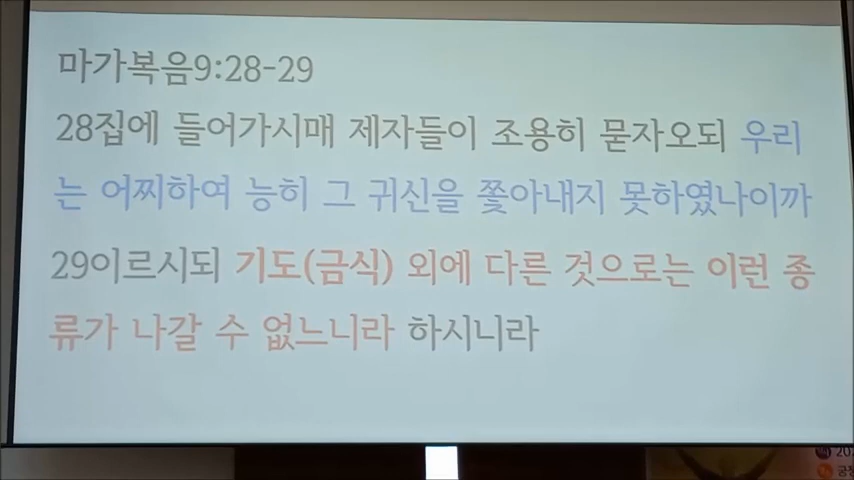 마가복음9:28-29
28집에 들어가시매 제자들이 조용히 묻자오되 우리
는 어찌하여 능히 그 귀신을 쫓아내지 못하였나이까
29이르시되 기도(금식) 외에 다른 것으로는 이런 종
류가 나갈 수 없느니라 하시니라